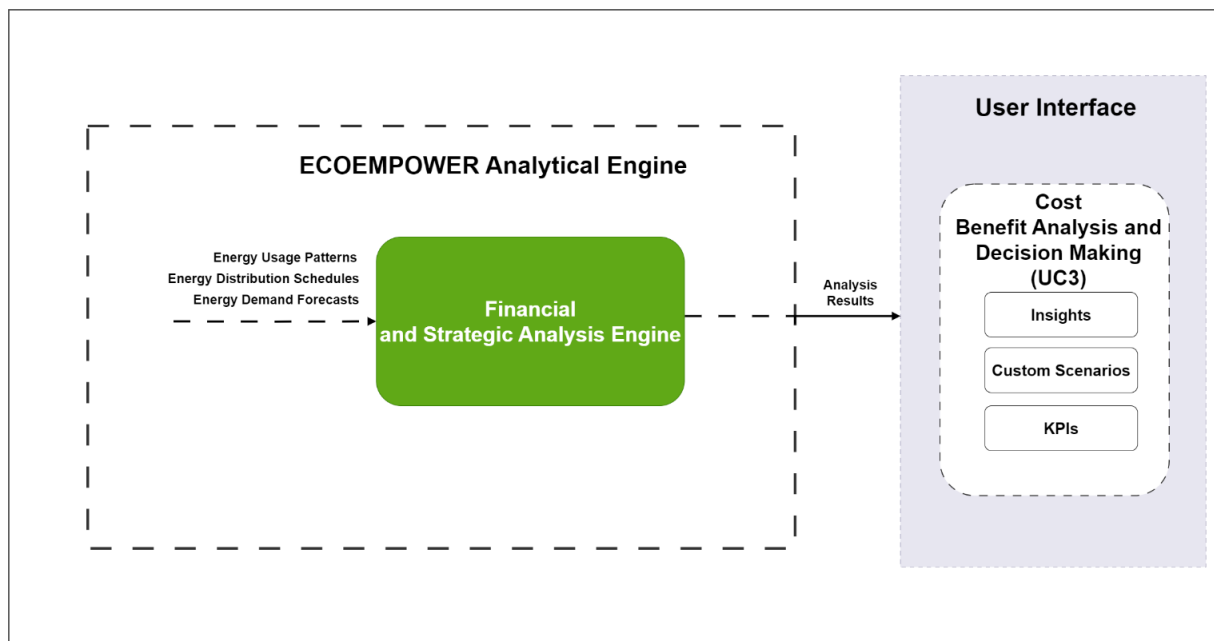 User Interface
ECOEMPOWER Analytical Engine
Energy Usage Patterns
Energy Distribution Schedules
Energy Demand Forecasts
Financial
and Strategic Analysis Engine
Analysis
Results
Cost
Benefit Analysis and
Decision Making
(UC3)
Insights
Custom Scenarios
KPIs